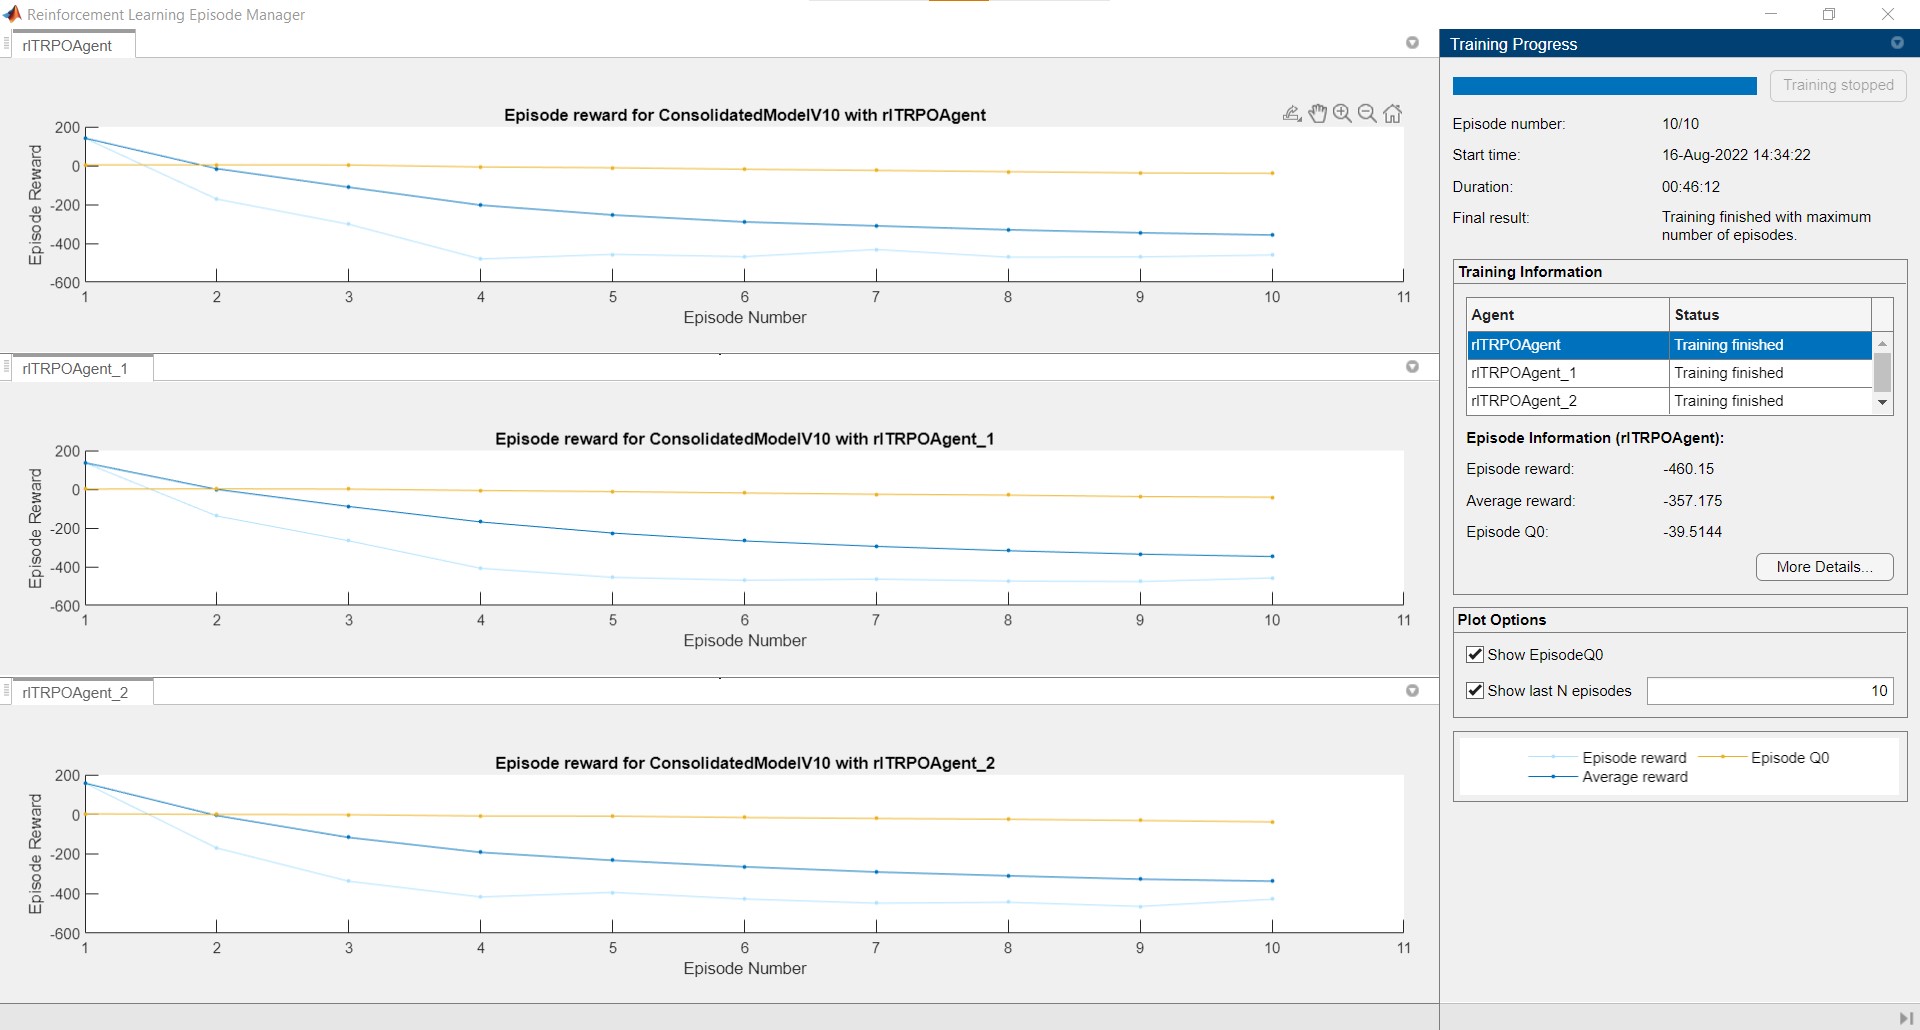 Reinforcement Learning Episode Manager
rlTRPOAgent
Episode reward for ConsolidatedModelV10 with rlTRPOAgent
Episode Reward
200
0
-200
-400
-600
1 2 3 4 5 6 7 8 9 10 11
Episode Number
rlTRPOAgent_1
Episode reward for ConsolidatedModelV10 with rlTRPOAgent_1
Episode Reward
200
0
-200
-400
-600
1 2 3 4 5 6 7 8 9 10 11
Episode Number
rlTRPOAgent_2
Episode reward for ConsolidatedModelV10 with rlTRPOAgent_2
Episode Reward
200
0
-200
-400
-600
1 2 3 4 5 6 7 8 9 10 11
Episode Number
Training Progress
Training stopped
Episode number: 10/10
Start time: 16-Aug-2022 14:34:22
Duration: 00:46:12
Final result: Training finished with maximum
number of episodes.
Training Information
Agent Status
rlTRPOAgent Training finished
rlTRPOAgent_1 Training finished
rlTRPOAgent_2 Training finished
Episode Information (rlTRPOAgent):
Episode reward: -460.15
Average reward: -357.175
Episode Q0: -39.5144
More Details...
Plot Options
Show EpisodeQ0
Show last N episodes 10
Episode reward Episode Q0
Average reward